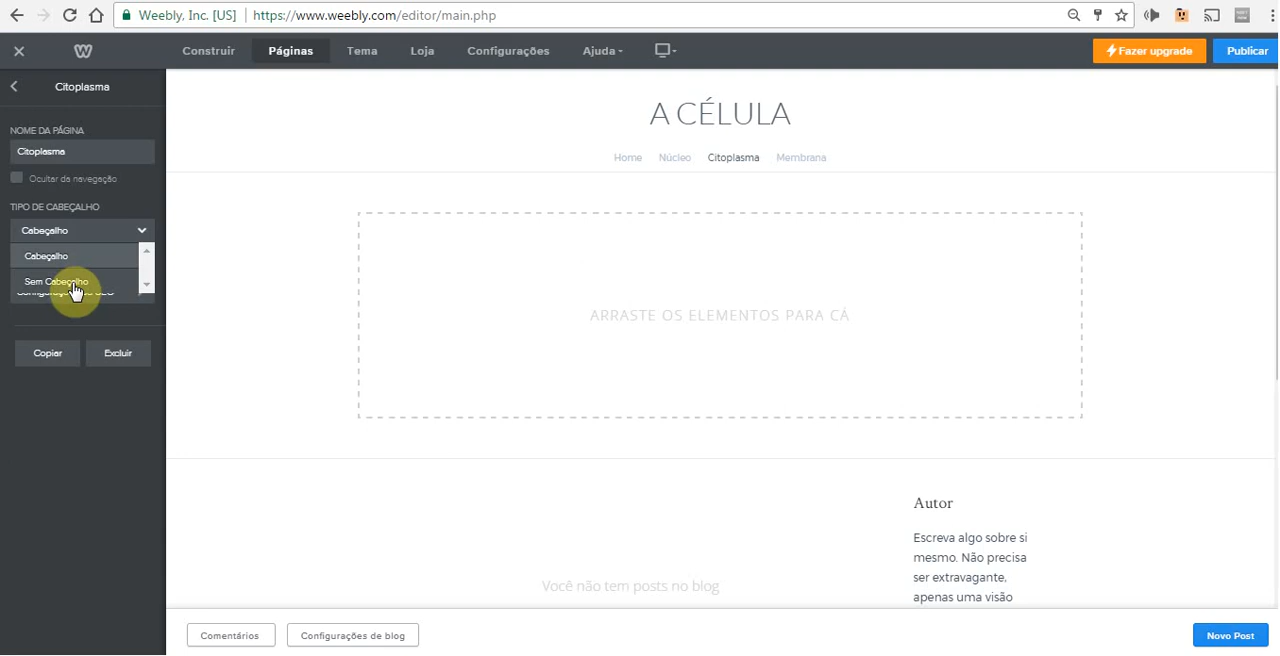 Weebly, Inc. [US] https://www.weebly.com/editor/main.php
Construir Páginas Tema Loja Configurações Ajuda Fazer upgrade Publicar
Citoplasma
NOME DA PÁGINA
Citoplasma
Ocultar da navegação
TIPO DE CABEÇALHO
Cabeçalho
Cabeçalho
Sem Cabeçalho
Copiar Excluir
A CÉLULA
Home Núcleo Citoplasma Membrana
ARRASTE OS ELEMENTOS PARA CÁ
Autor
Escreva algo sobre si
mesmo. Não precisa
ser extravagante,
apenas uma visão
Você não tem posts no blog
Comentários Configurações de blog Novo Post